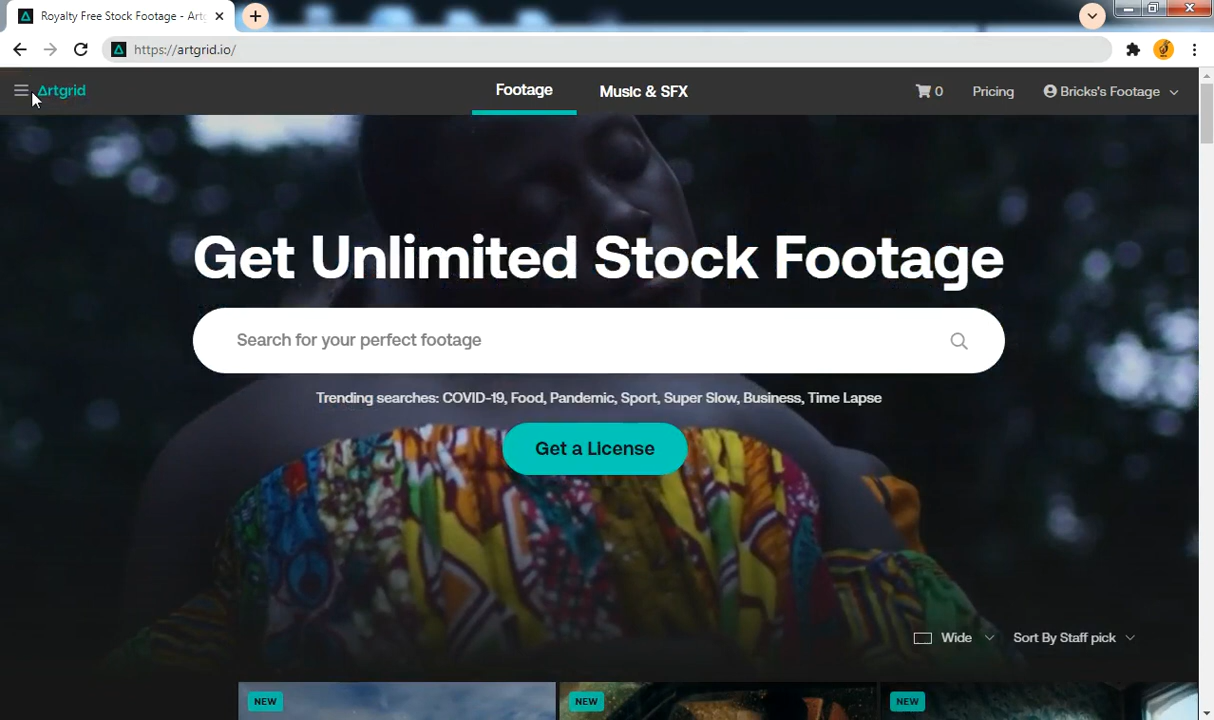 Royalty Free Stock Footage - Artg
https://artgrid.io/
Artgrid
Footage
Music & SFX
0
Pricing
Bricks's Footage
Get Unlimited Stock Footage
Search for your perfect footage
Trending searches: COVID-19, Food, Pandemic, Sport, Super Slow, Business, Time Lapse
Get a License
Wide
Sort By Staff pick
NEW
NEW
NEW